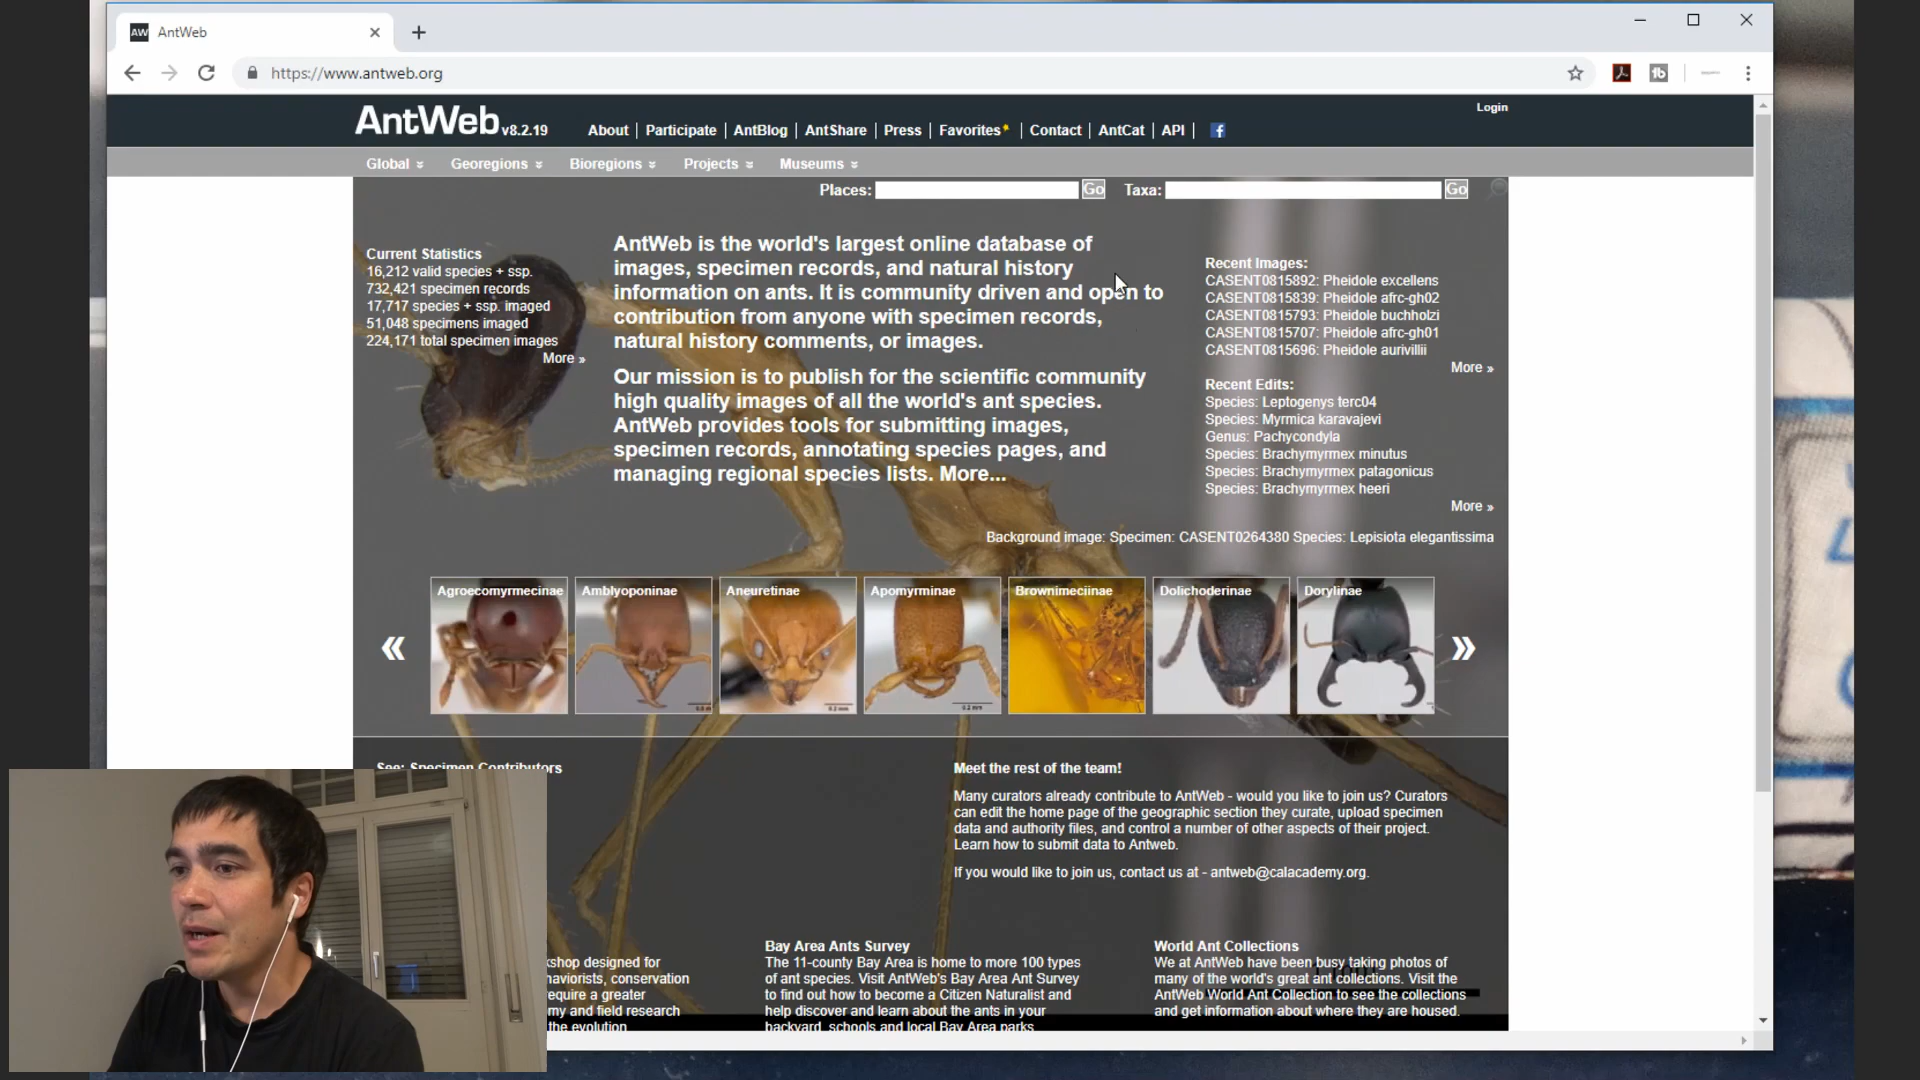 AW AntWeb
https://www.antweb.org
Login
AntWeb v8.2.19 About | Participate | AntBlog | AntShare | Press | Favorites* | Contact | AntCat | API |
Global Georegions Bioregions Projects Museums
Places: Go Taxa: Go
Current Statistics
16,212 valid species + ssp.
732,421 specimen records
17,717 species + ssp. imaged
51,048 specimens imaged
224,171 total specimen images
More »
AntWeb is the world's largest online database of
images, specimen records, and natural history
information on ants. It is community driven and open to
contribution from anyone with specimen records,
natural history comments, or images.
Our mission is to publish for the scientific community
high quality images of all the world's ant species.
AntWeb provides tools for submitting images,
specimen records, annotating species pages, and
managing regional species lists. More...
Recent Images:
CASENT0815892: Pheidole excellens
CASENT0815839: Pheidole afrc-gh02
CASENT0815793: Pheidole buchholzi
CASENT0815707: Pheidole afrc-gh01
CASENT0815696: Pheidole aurivillii
More »
Recent Edits:
Species: Leptogenys terc04
Species: Myrmica karavajevi
Genus: Pachycondyla
Species: Brachymyrmex minutus
Species: Brachymyrmex patagonicus
Species: Brachymyrmex heeri
More »
Background image: Specimen: CASENT0264380 Species: Lepisiota elegantissima
« Agroecomyrmecinae Amblyoponinae Aneuretinae Apomyrminae Brownimeciinae Dolichoderinae Dorylinae »
See: Specimen Contributors
Meet the rest of the team!
Many curators already contribute to AntWeb - would you like to join us? Curators
can edit the home page of the geographic section they curate, upload specimen
data and authority files, and control a number of other aspects of their project.
Learn how to submit data to Antweb.
If you would like to join us, contact us at - antweb@calacademy.org.
shop designed for
naviorists, conservation
require a greater
my and field research
the evolution
Bay Area Ants Survey
The 11-county Bay Area is home to more 100 types
of ant species. Visit AntWeb's Bay Area Ant Survey
to find out how to become a Citizen Naturalist and
help discover and learn about the ants in your
backyard, schools and local Bay Area parks
World Ant Collections
We at AntWeb have been busy taking photos of
many of the world's great ant collections. Visit the
AntWeb World Ant Collection to see the collections
and get information about where they are housed.